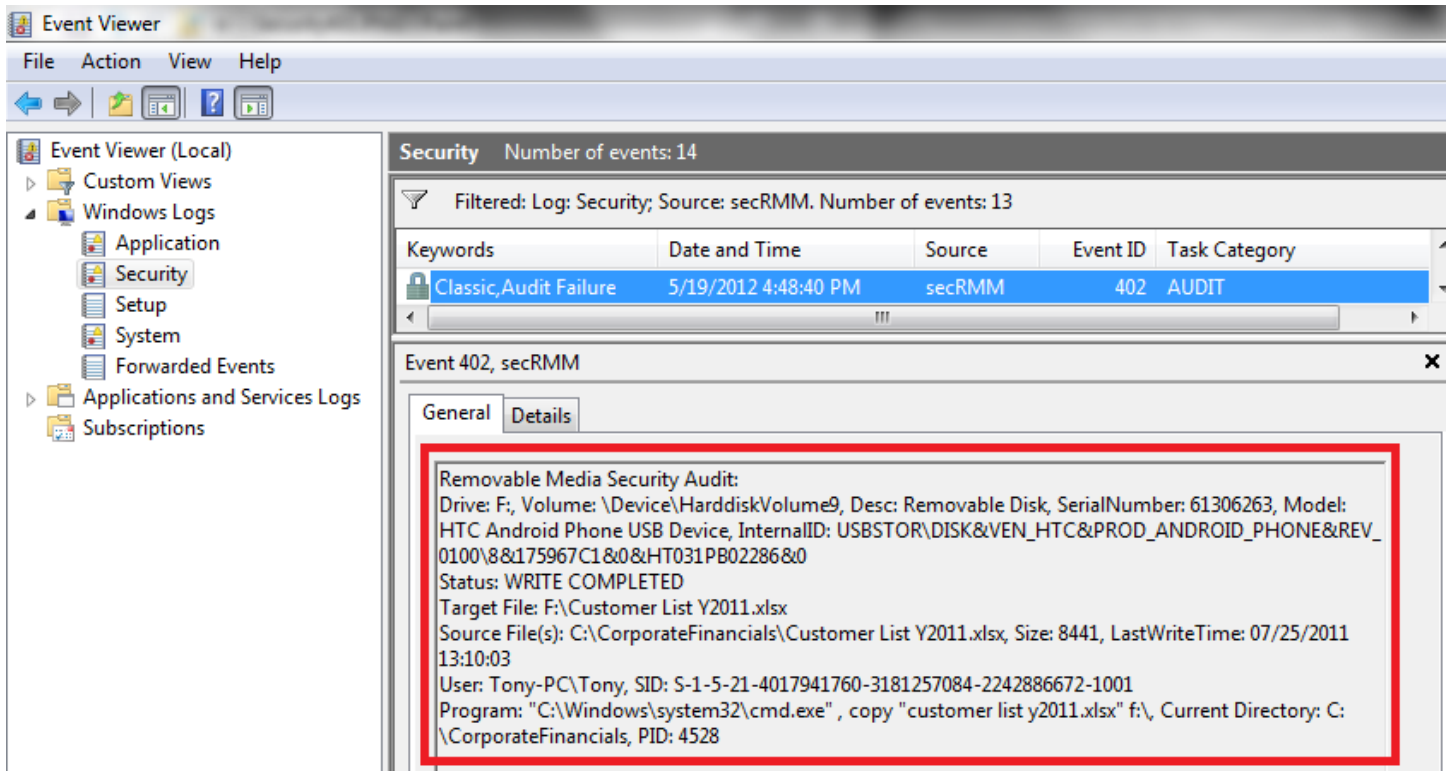 Event Viewer
File Action View Help
Event Viewer (Local)
Custom Views
Windows Logs
Application
Security
Setup
System
Forwarded Events
Applications and Services Logs
Subscriptions
Security Number of events: 14
Filtered: Log: Security; Source: secRMM. Number of events: 13
Keywords Date and Time Source Event ID Task Category
Classic,Audit Failure 5/19/2012 4:48:40 PM secRMM 402 AUDIT
Event 402, secRMM
General Details
Removable Media Security Audit:
Drive: F:, Volume: \Device\HarddiskVolume9, Desc: Removable Disk, SerialNumber: 61306263, Model:
HTC Android Phone USB Device, InternalID: USBSTOR\DISK&VEN_HTC&PROD_ANDROID_PHONE&REV_
0100\8&175967C1&0&HT031PB02286&0
Status: WRITE COMPLETED
Target File: F:\Customer List Y2011.xlsx
Source File(s): C:\CorporateFinancials\Customer List Y2011.xlsx, Size: 8441, LastWriteTime: 07/25/2011
13:10:03
User: Tony-PC\Tony, SID: S-1-5-21-4017941760-3181257084-2242886672-1001
Program: "C:\Windows\system32\cmd.exe" , copy "customer list y2011.xlsx" f:\, Current Directory: C:
\CorporateFinancials, PID: 4528